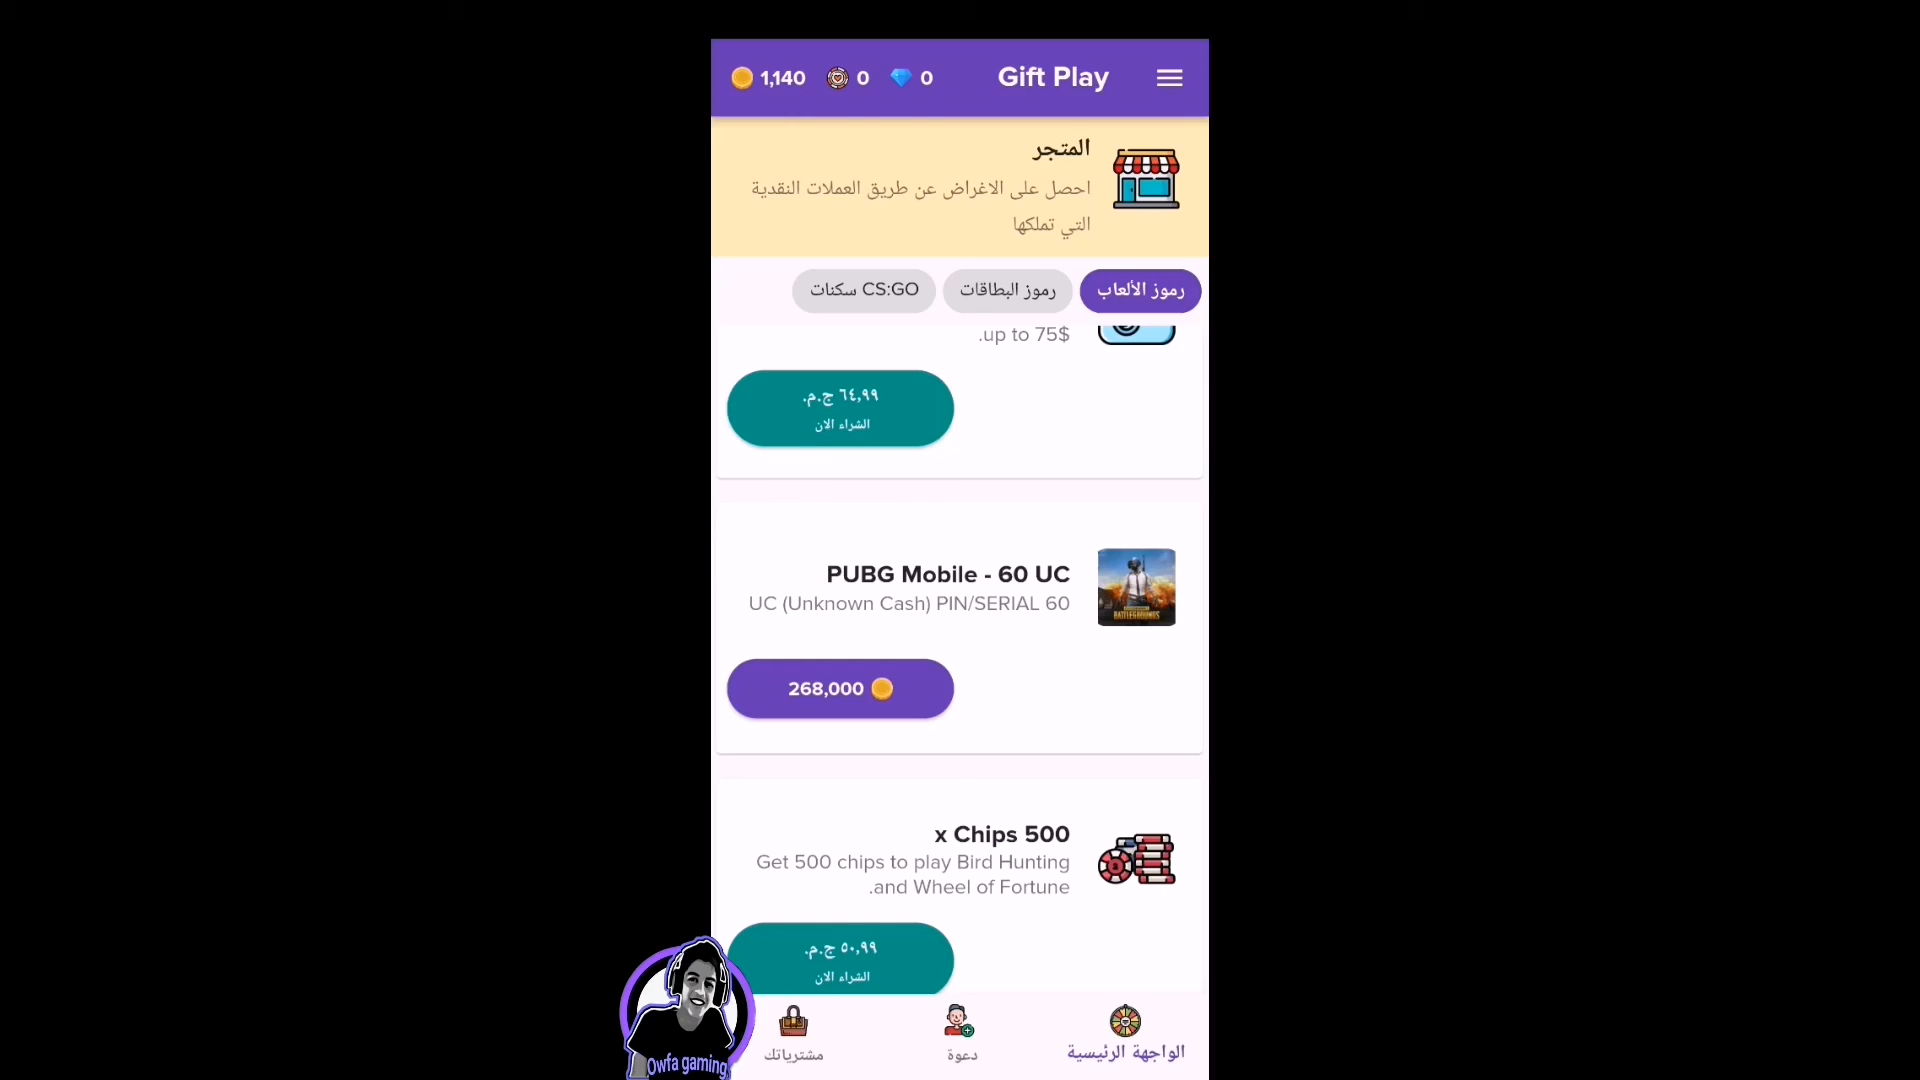 1,140 0 0 Gift Play
المتجر
احصل على الاغراض عن طريق العملات النقدية
التي تملكها
رموز الألعاب رموز البطاقات CS:GO سكنات
.up to 75$
٦٤,٩٩ ج.م.
الشراء الان
PUBG Mobile - 60 UC
UC (Unknown Cash) PIN/SERIAL 60
BATTLEGROUNDS
268,000
x Chips 500
Get 500 chips to play Bird Hunting
.and Wheel of Fortune
٥٠,٩٩ ج.م.
الشراء الان
الواجهة الرئيسية دعوة مشترياتك
Owfa gaming